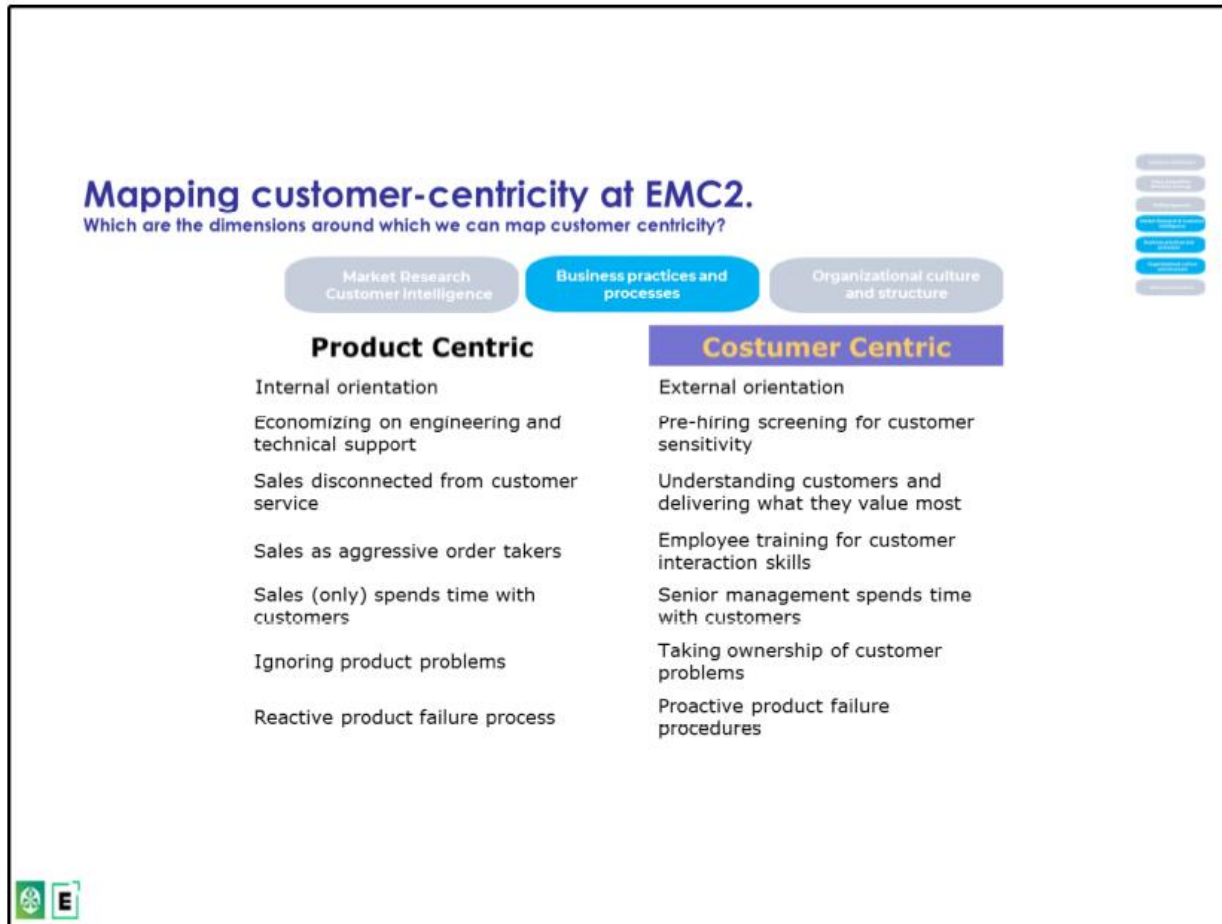 Mapping customer-centricity at EMC2.
Which are the dimensions around which we can map customer centricity?
Market Research
Customer intelligence
Business practices and
processes
Organizational culture
and structure
Product Centric
Costumer Centric
Internal orientation
External orientation
Economizing on engineering and
technical support
Pre-hiring screening for customer
sensitivity
Sales disconnected from customer
service
Understanding customers and
delivering what they value most
Sales as aggressive order takers
Employee training for customer
interaction skills
Sales (only) spends time with
customers
Senior management spends time
with customers
Ignoring product problems
Taking ownership of customer
problems
Reactive product failure process
Proactive product failure
procedures
E